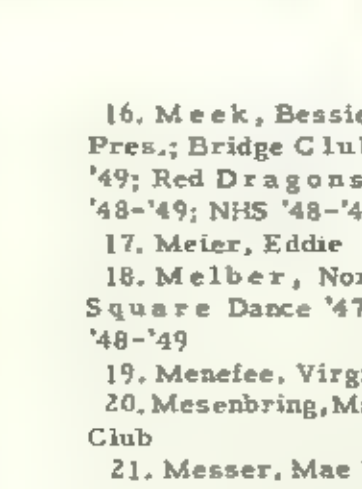 16. Meek, Bessie
Pres.; Bridge Clu
'49; Red Dragons
'48-'49; NHS '48-'4
17. Meier, Eddie
18. Melber, Nor
Square Dance '47
'48-'49
19. Menefee, Virg
20. Mesenbring, M
Club
21. Messer, Mae